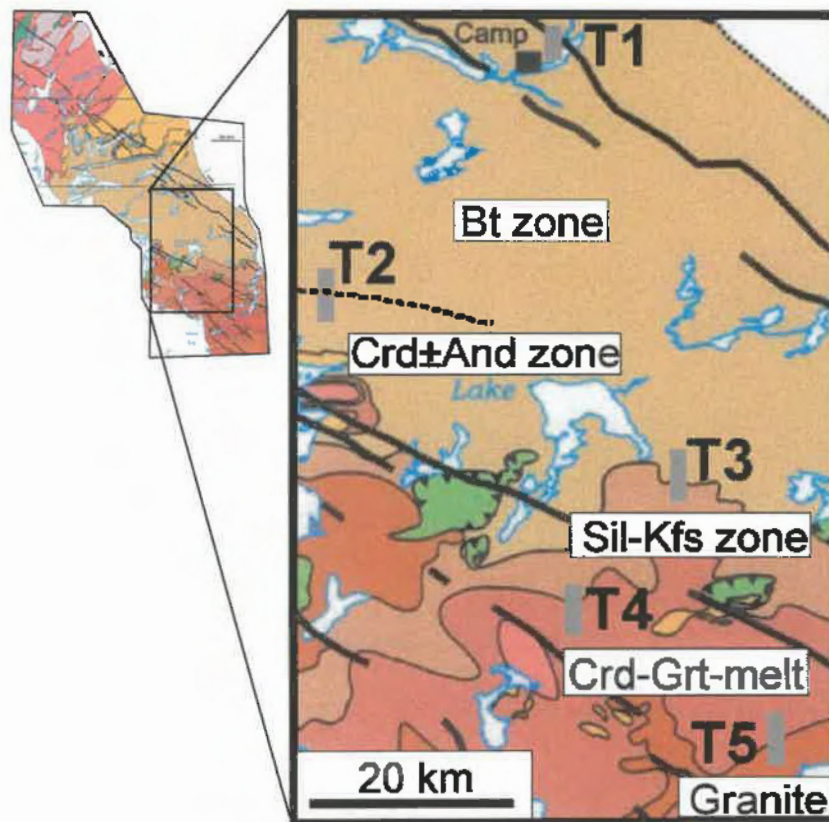 Camp
T1
Bt zone
T2
Crd±And zone
Lake
T3
Sil-Kfs zone
T4
Crd-Grt-melt
T5
20 km
Granite